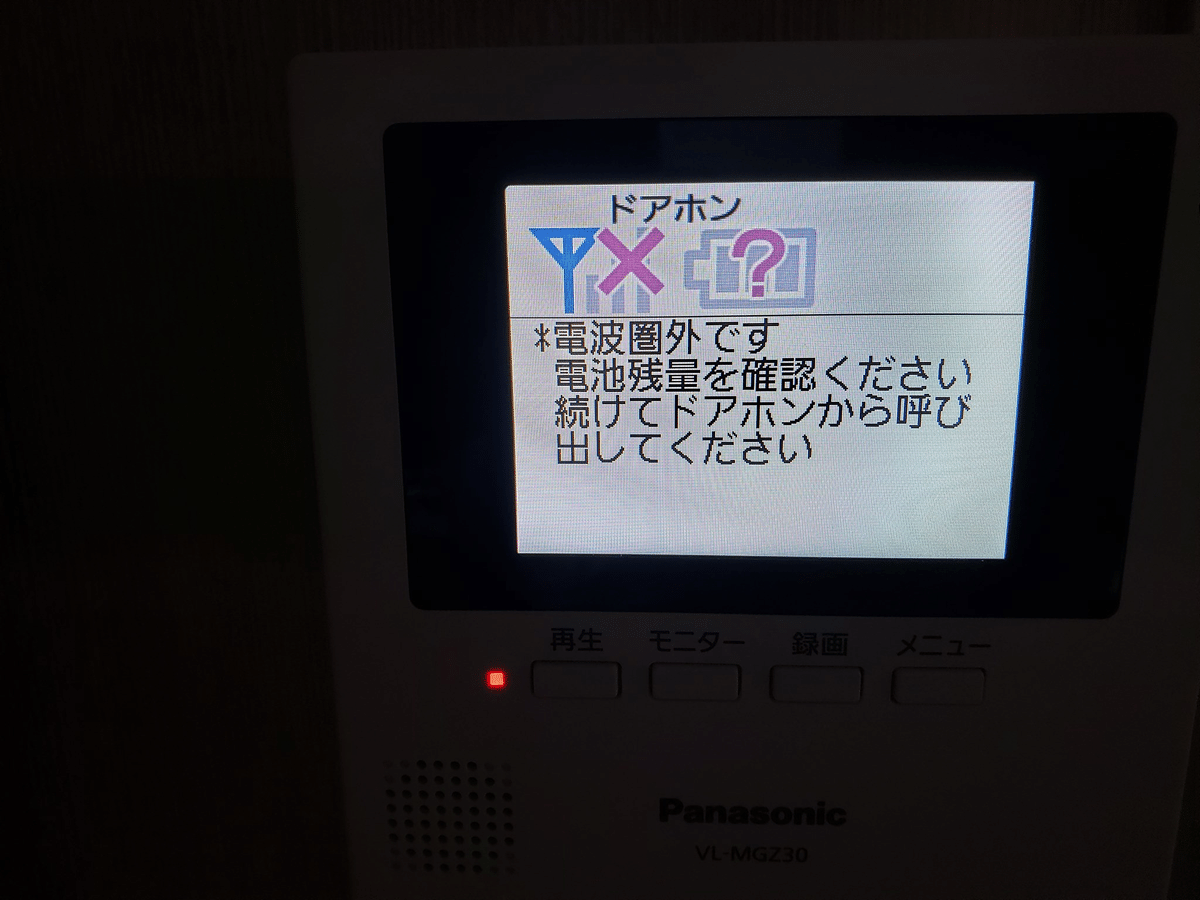 ドアホン
*電波圏外です
電池残量を確認ください
続けてドアホンから呼び
出してください
再生 モニター 録画 メニュー
Panasonic
VL-MGZ30